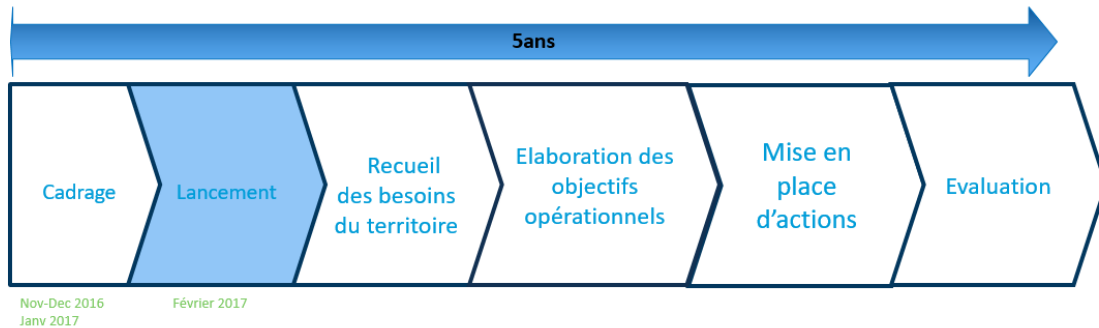 5ans
Cadrage
Lancement
Recueil
des besoins
du territoire
Elaboration des
objectifs
opérationnels
Mise en
place
d'actions
Evaluation
Nov-Dec 2016
Janv 2017
Février 2017